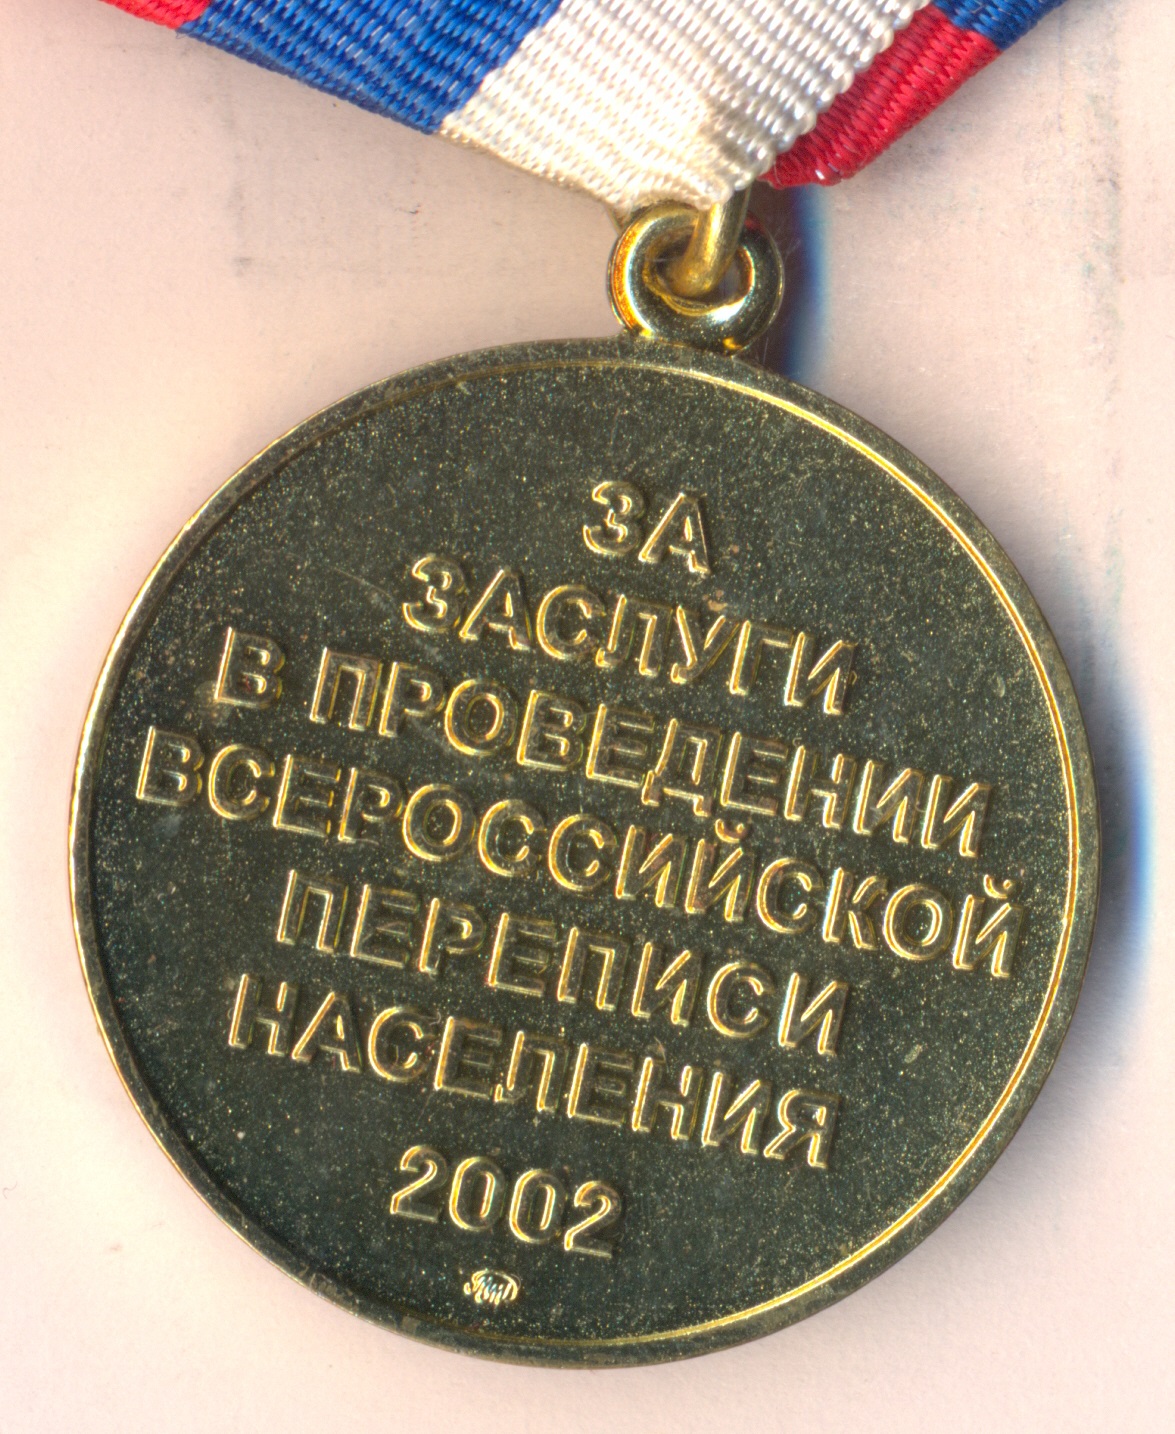 ЗА
ЗАСЛУГИ
В ПРОВЕДЕНИИ
ВСЕРОССИЙСКОЙ
ПЕРЕПИСИ
НАСЕЛЕНИЯ
2002